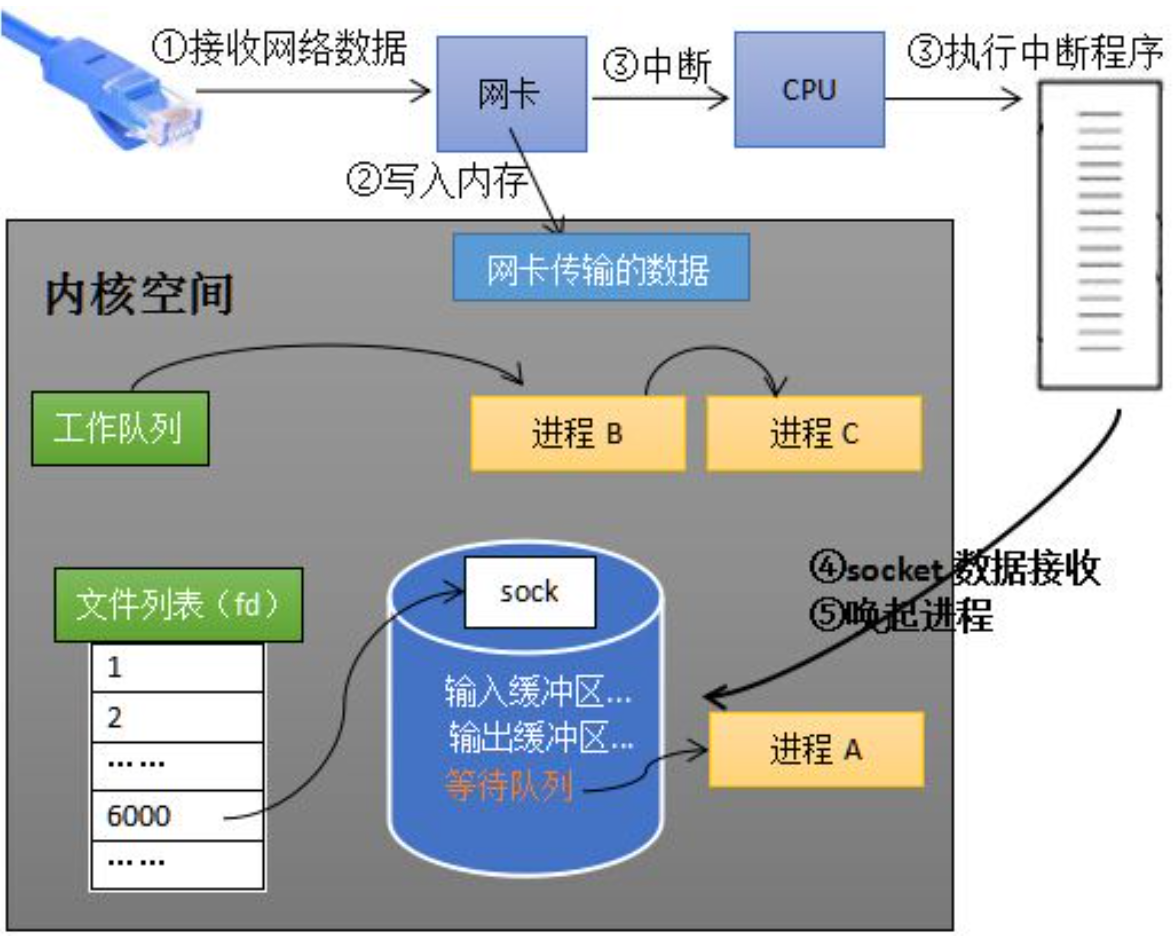 ①接收网络数据
网卡
③中断
CPU
③执行中断程序
②写入内存
网卡传输的数据
内核空间
工作队列
进程 B
进程 C
文件列表（fd）
1
2
……
6000
……
sock
输入缓冲区...
输出缓冲区...
等待队列
④socket 数据接收
⑤唤起进程
进程 A